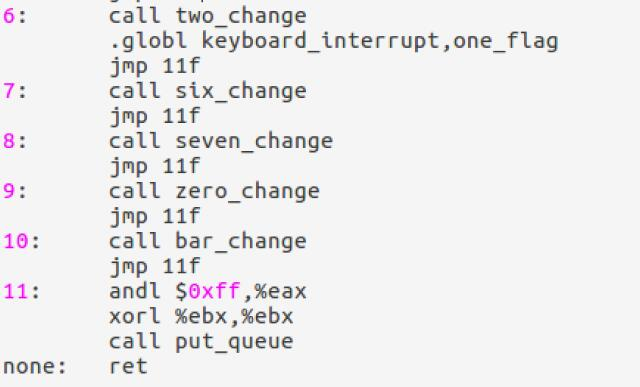 6: call two_change
.globl keyboard_interrupt,one_flag
jmp 11f
7: call six_change
jmp 11f
8: call seven_change
jmp 11f
9: call zero_change
jmp 11f
10: call bar_change
jmp 11f
11: andl $0xff,%eax
xorl %ebx,%ebx
call put_queue
none: ret